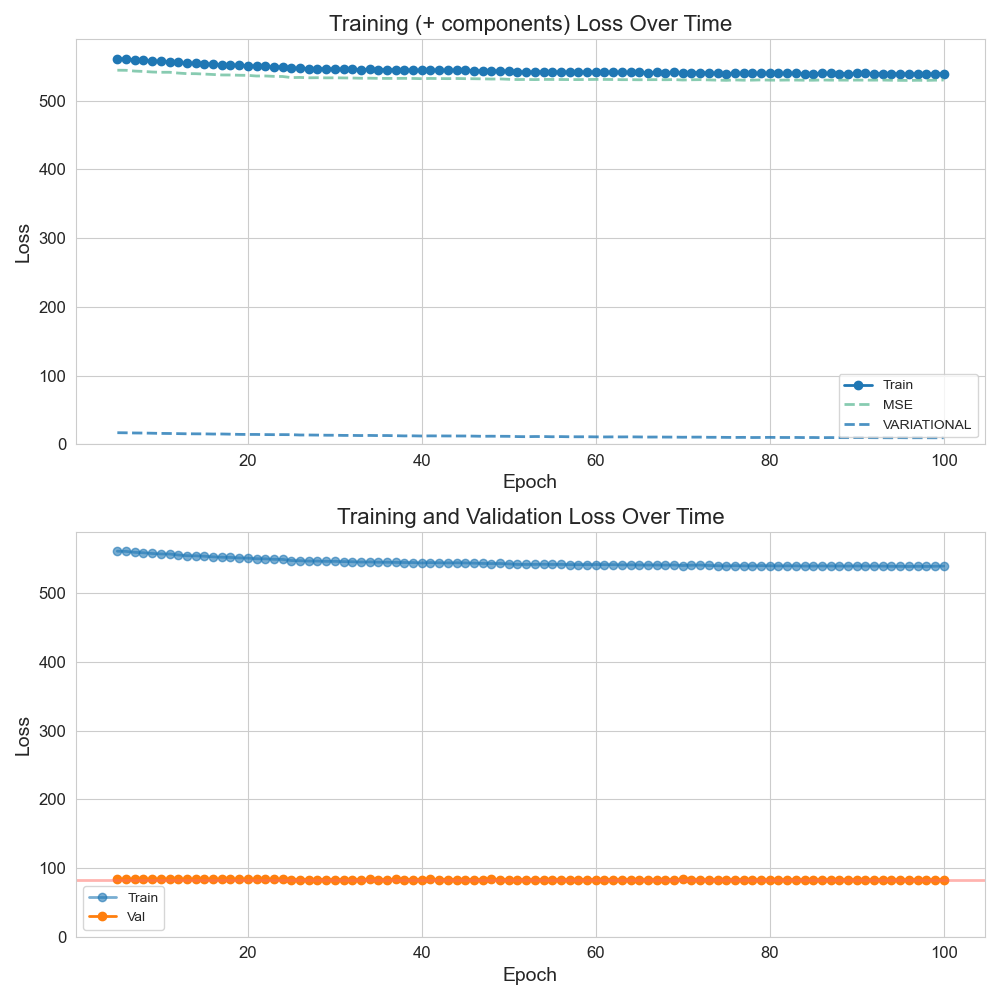 Training (+ components) Loss Over Time
500
400
300
200
100
0
Loss
20 40 60 80 100
Epoch
Train
MSE
VARIATIONAL
Training and Validation Loss Over Time
500
400
300
200
100
0
Loss
20 40 60 80 100
Epoch
Train
Val